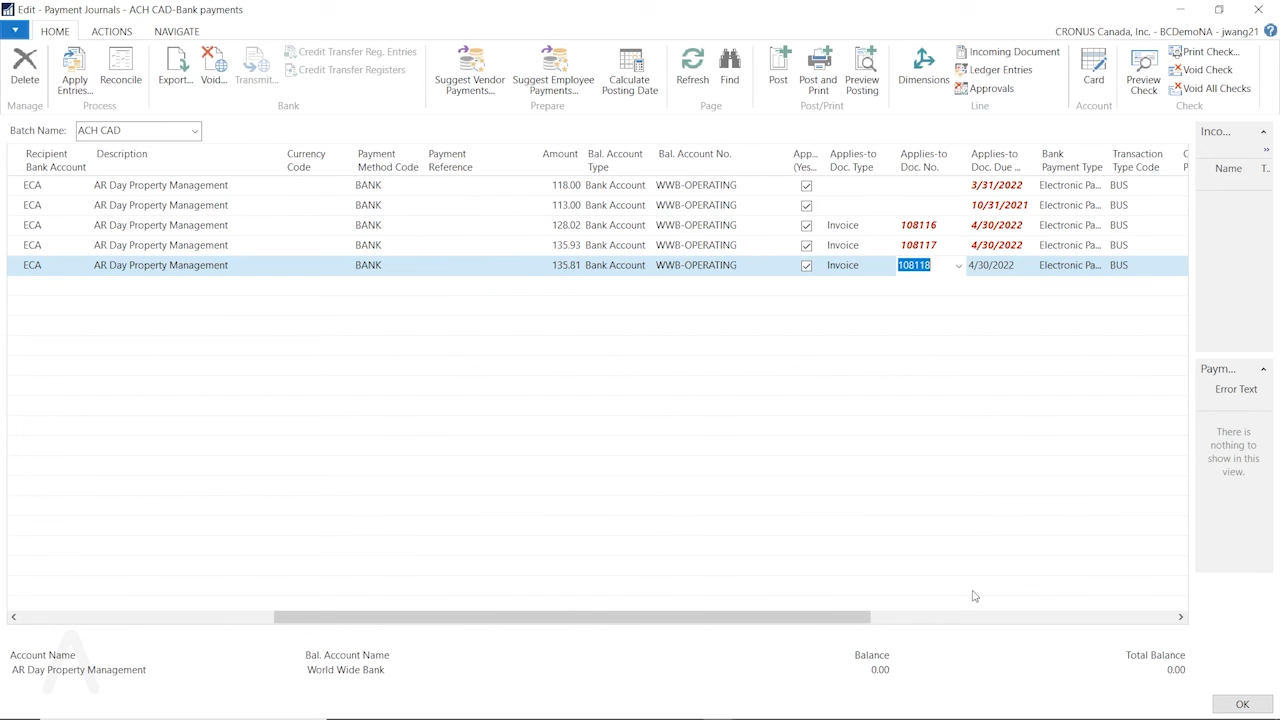 Edit - Payment Journals - ACH CAD-Bank payments
HOME ACTIONS NAVIGATE CRONUS Canada, Inc. - BCDemoNA - jwang21
Delete
Manage
Apply Entries...
Reconcile
Process
Export...
Void...
Transmit...
Credit Transfer Reg. Entries
Credit Transfer Registers
Bank
Suggest Vendor Payments...
Suggest Employee Payments...
Calculate Posting Date
Prepare
Refresh
Find
Page
Post
Post and Print
Preview Posting
Post/Print
Dimensions
Incoming Document
Ledger Entries
Approvals
Line
Card
Account
Preview Check
Print Check...
Void Check
Void All Checks
Check
Batch Name: ACH CAD
Recipient Bank Account Description Currency Code Payment Method Code Payment Reference Amount Bal. Account Type Bal. Account No. App... (Yes... Applies-to Doc. Type Applies-to Doc. No. Applies-to Doc. Due ... Bank Payment Type Transaction Type Code C P
ECA AR Day Property Management BANK 118.00 Bank Account WWB-OPERATING 3/31/2022 Electronic Pa... BUS
ECA AR Day Property Management BANK 113.00 Bank Account WWB-OPERATING 10/31/2021 Electronic Pa... BUS
ECA AR Day Property Management BANK 128.02 Bank Account WWB-OPERATING Invoice 108116 4/30/2022 Electronic Pa... BUS
ECA AR Day Property Management BANK 135.93 Bank Account WWB-OPERATING Invoice 108117 4/30/2022 Electronic Pa... BUS
ECA AR Day Property Management BANK 135.81 Bank Account WWB-OPERATING Invoice 108118 4/30/2022 Electronic Pa... BUS
Inco...
Name T..
Paym...
Error Text
There is
nothing to
show in this
view.
Account Name Bal. Account Name Balance Total Balance
AR Day Property Management World Wide Bank 0.00 0.00
OK